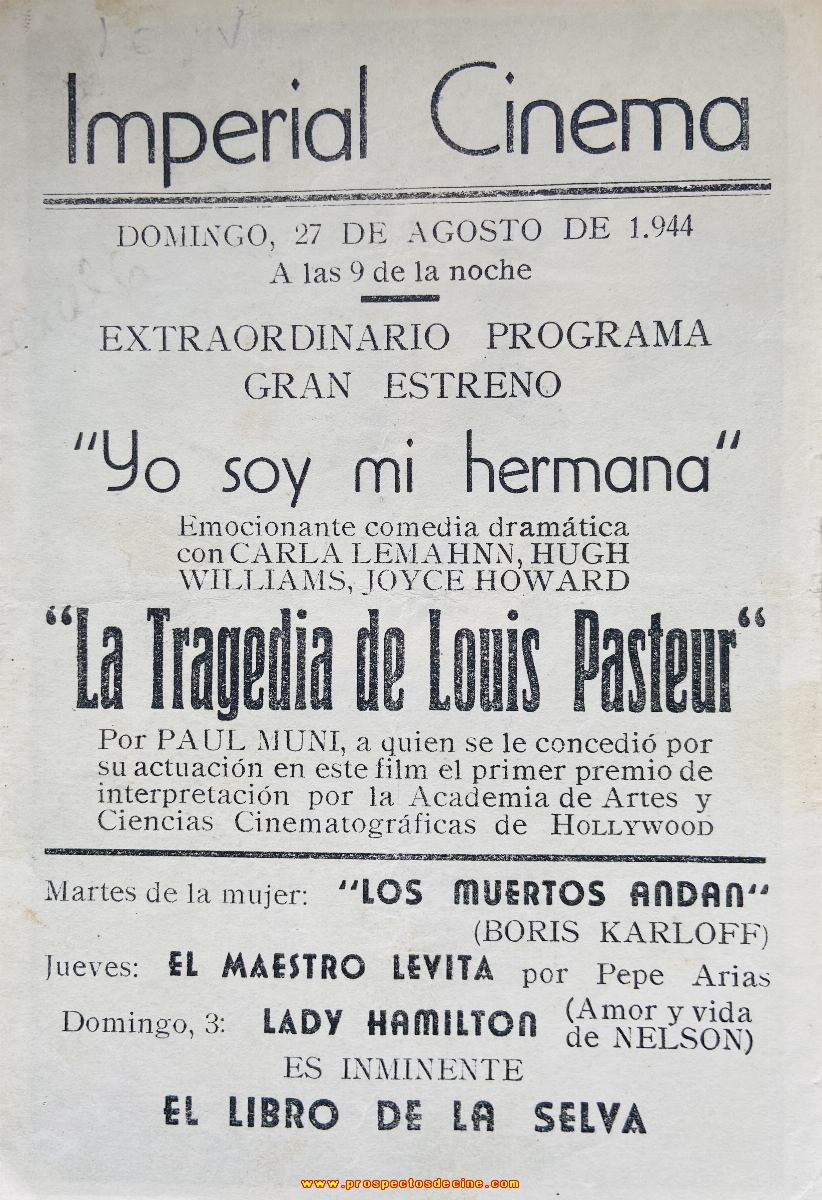 Imperial Cinema
DOMINGO, 27 DE AGOSTO DE 1.944
A las 9 de la noche
EXTRAORDINARIO PROGRAMA
GRAN ESTRENO
"Yo soy mi hermana"
Emocionante comedia dramática
con CARLA LEMAHNN, HUGH
WILLIAMS, JOYCE HOWARD
"La Tragedia de Louis Pasteur"
Por PAUL MUNI, a quien se le concedió por
su actuación en este film el primer premio de
interpretación por la Academia de Artes y
Ciencias Cinematográficas de HOLLYWOOD
Martes de la mujer: "LOS MUERTOS ANDAN"
(BORIS KARLOFF)
Jueves: EL MAESTRO LEVITA por Pepe Arias
Domingo, 3: LADY HAMILTON (Amor y vida
de NELSON)
ES INMINENTE
EL LIBRO DE LA SELVA
www.prospectosdecine.com